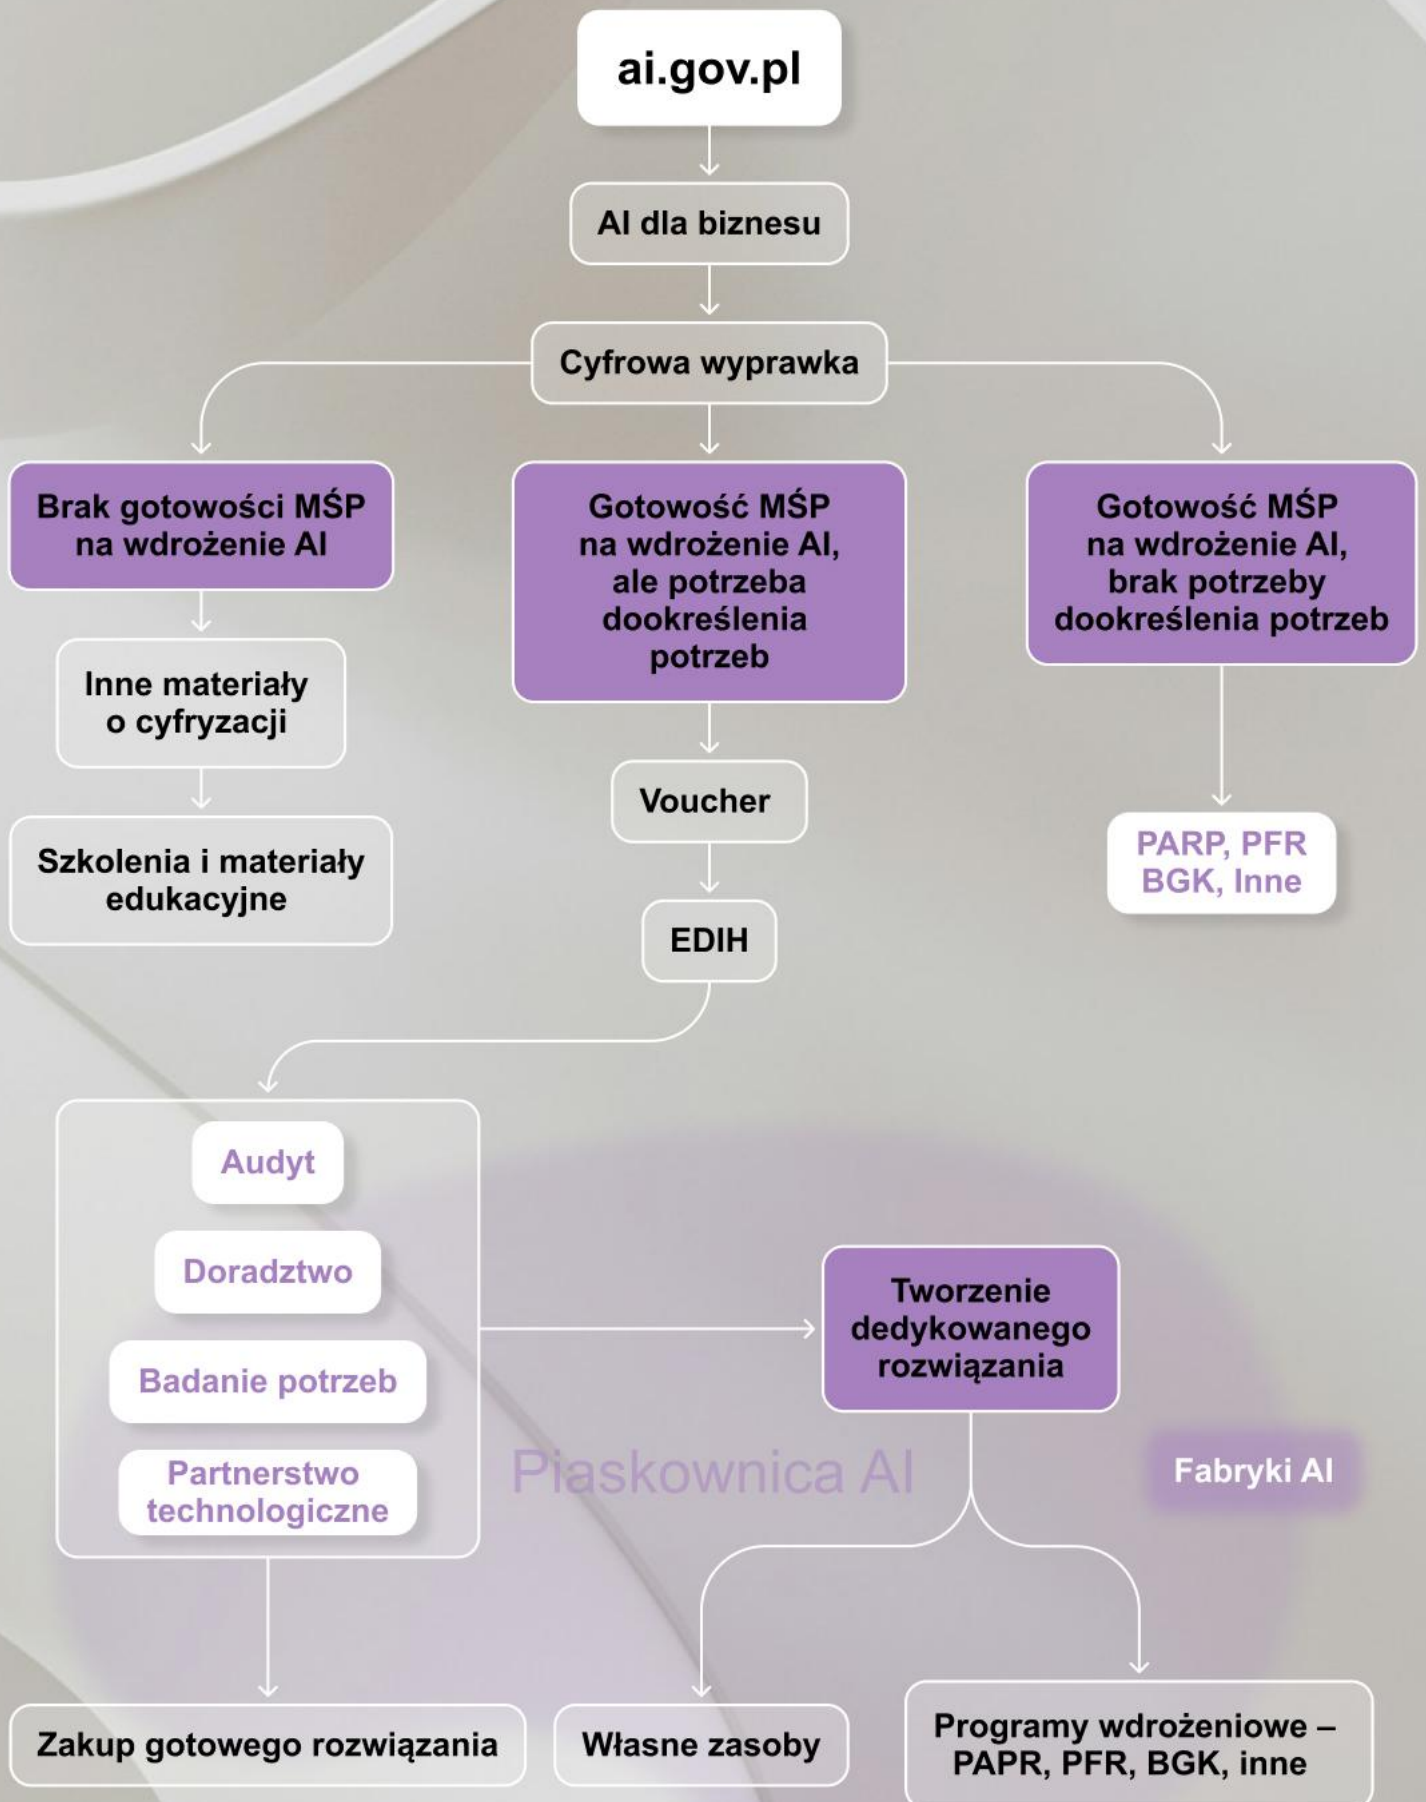 ai.gov.pl
AI dla biznesu
Cyfrowa wyprawka
Brak gotowości MŚP
na wdrożenie AI
Inne materiały
o cyfryzacji
Szkolenia i materiały
edukacyjne
Gotowość MŚP
na wdrożenie AI,
ale potrzeba
dookreślenia
potrzeb
Voucher
EDIH
Gotowość MŚP
na wdrożenie AI,
brak potrzeby
dookreślenia potrzeb
PARP, PFR
BGK, Inne
Audyt
Doradztwo
Badanie potrzeb
Partnerstwo
technologiczne
Tworzenie
dedykowanego
rozwiązania
Piaskownica AI
Fabryki AI
Zakup gotowego rozwiązania
Własne zasoby
Programy wdrożeniowe –
PAPR, PFR, BGK, inne